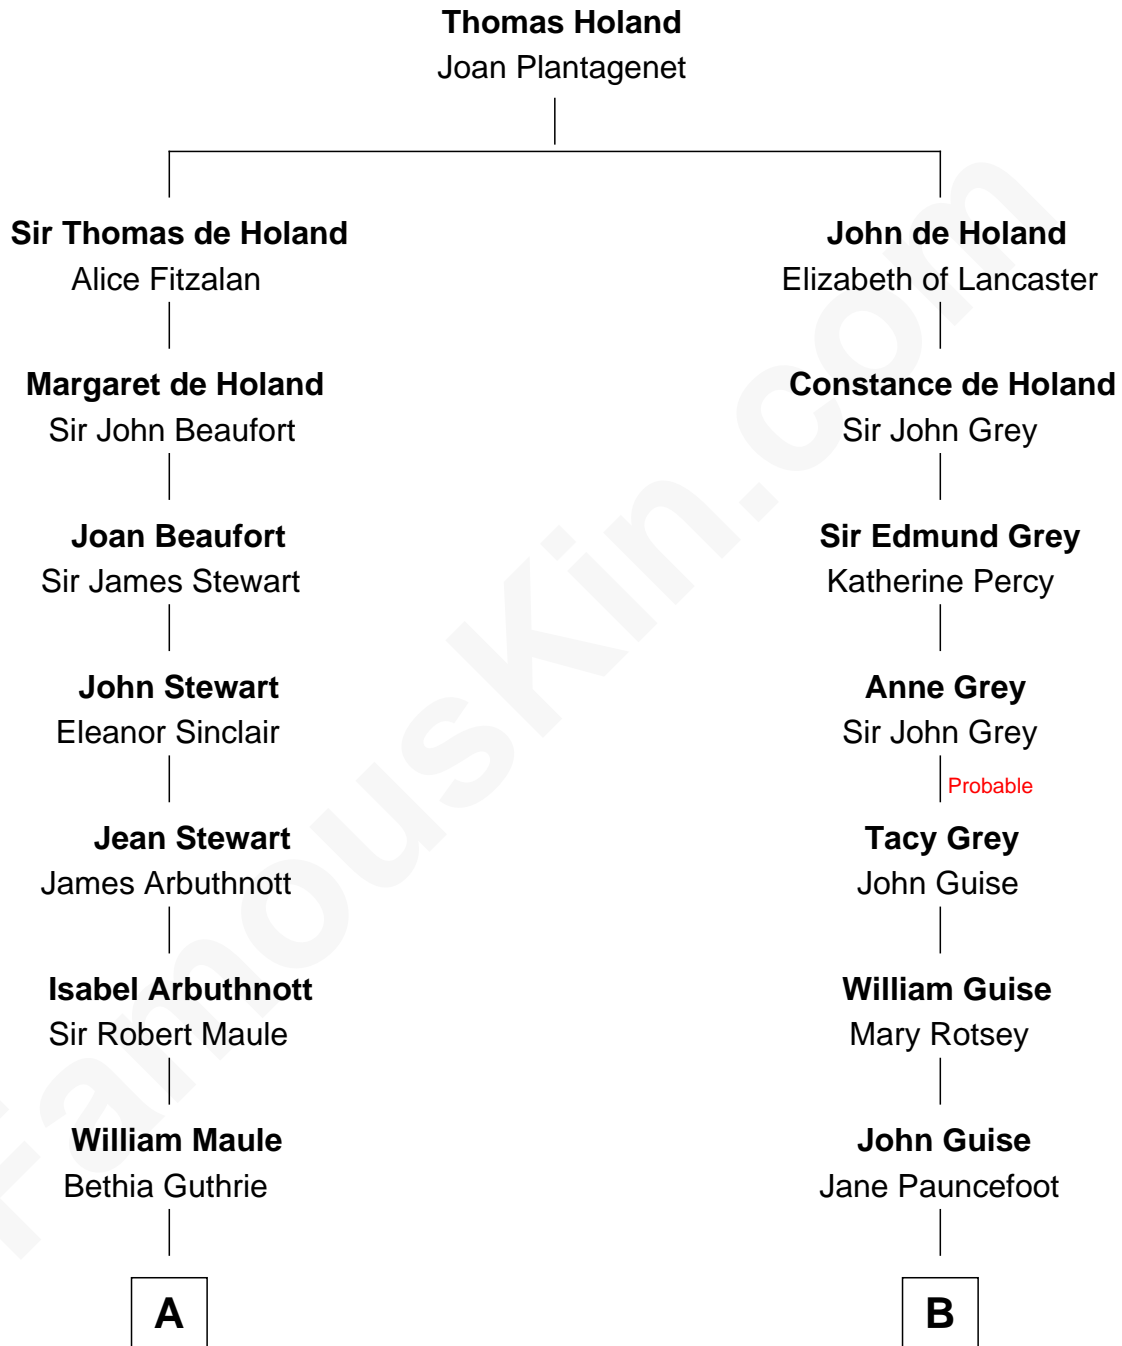 Thomas Holand
Joan Plantagenet
Sir Thomas de Holand
Alice Fitzalan
Margaret de Holand
Sir John Beaufort
Joan Beaufort
Sir James Stewart
John Stewart
Eleanor Sinclair
Jean Stewart
James Arbuthnott
Isabel Arbuthnott
Sir Robert Maule
William Maule
Bethia Guthrie
A
John de Holand
Elizabeth of Lancaster
Constance de Holand
Sir John Grey
Sir Edmund Grey
Katherine Percy
Anne Grey
Sir John Grey
Probable
Tacy Grey
John Guise
William Guise
Mary Rotsey
John Guise
Jane Pauncefoot
B
FamousKin.com